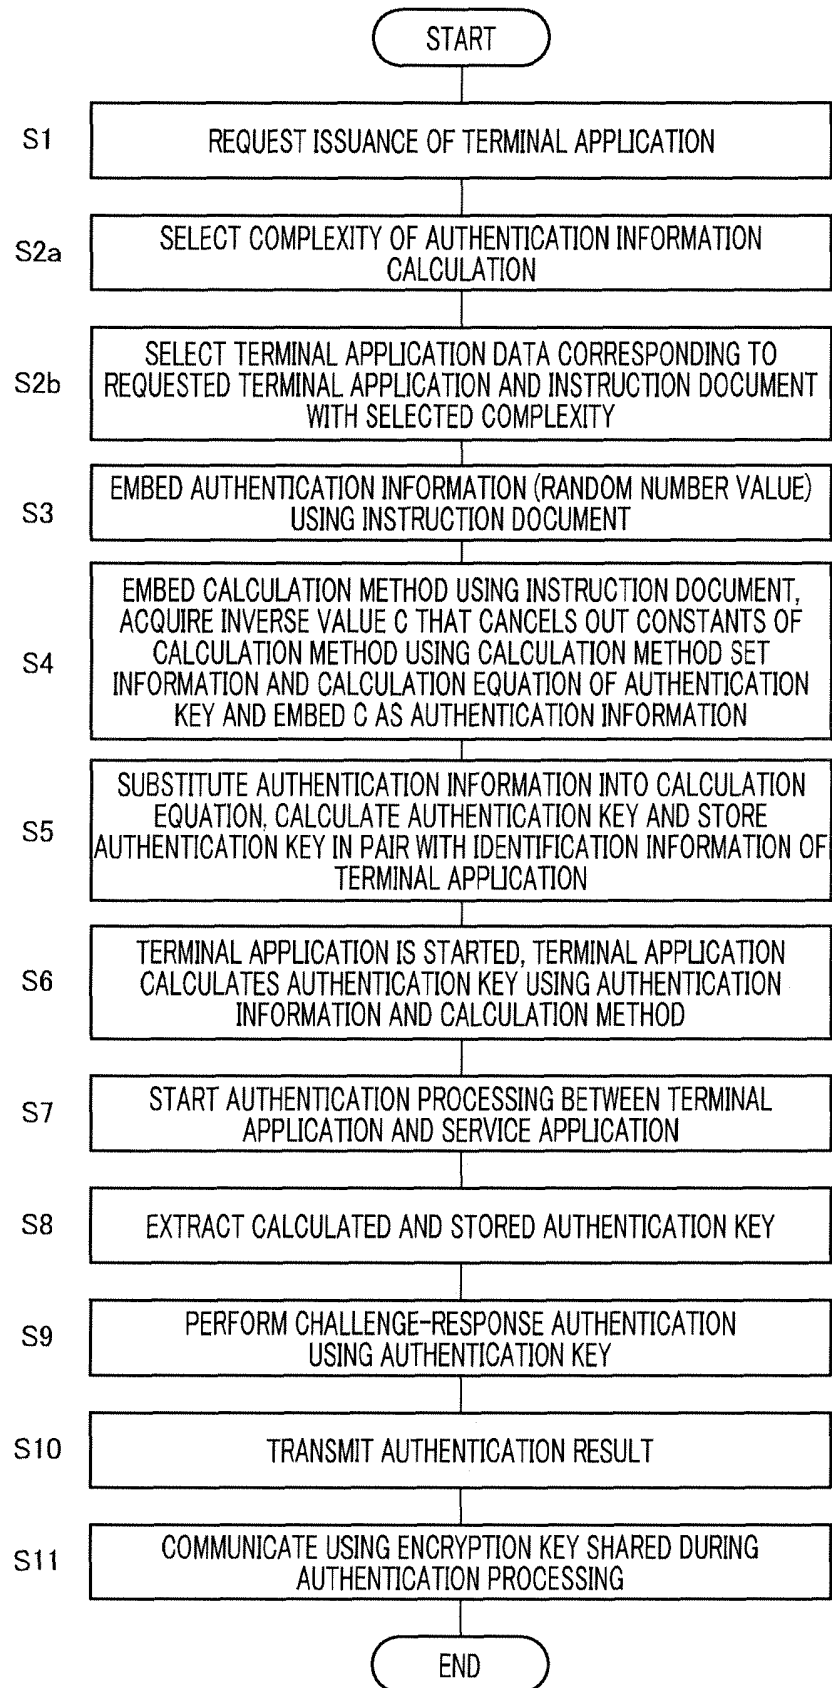 START
S1
REQUEST ISSUANCE OF TERMINAL APPLICATION
S2a
SELECT COMPLEXITY OF AUTHENTICATION INFORMATION
CALCULATION
S2b
SELECT TERMINAL APPLICATION DATA CORRESPONDING TO
REQUESTED TERMINAL APPLICATION AND INSTRUCTION DOCUMENT
WITH SELECTED COMPLEXITY
S3
EMBED AUTHENTICATION INFORMATION (RANDOM NUMBER VALUE)
USING INSTRUCTION DOCUMENT
S4
EMBED CALCULATION METHOD USING INSTRUCTION DOCUMENT,
ACQUIRE INVERSE VALUE C THAT CANCELS OUT CONSTANTS OF
CALCULATION METHOD USING CALCULATION METHOD SET
INFORMATION AND CALCULATION EQUATION OF AUTHENTICATION
KEY AND EMBED C AS AUTHENTICATION INFORMATION
S5
SUBSTITUTE AUTHENTICATION INFORMATION INTO CALCULATION
EQUATION, CALCULATE AUTHENTICATION KEY AND STORE
AUTHENTICATION KEY IN PAIR WITH IDENTIFICATION INFORMATION OF
TERMINAL APPLICATION
S6
TERMINAL APPLICATION IS STARTED, TERMINAL APPLICATION
CALCULATES AUTHENTICATION KEY USING AUTHENTICATION
INFORMATION AND CALCULATION METHOD
S7
START AUTHENTICATION PROCESSING BETWEEN TERMINAL
APPLICATION AND SERVICE APPLICATION
S8
EXTRACT CALCULATED AND STORED AUTHENTICATION KEY
S9
PERFORM CHALLENGE-RESPONSE AUTHENTICATION
USING AUTHENTICATION KEY
S10
TRANSMIT AUTHENTICATION RESULT
S11
COMMUNICATE USING ENCRYPTION KEY SHARED DURING
AUTHENTICATION PROCESSING
END